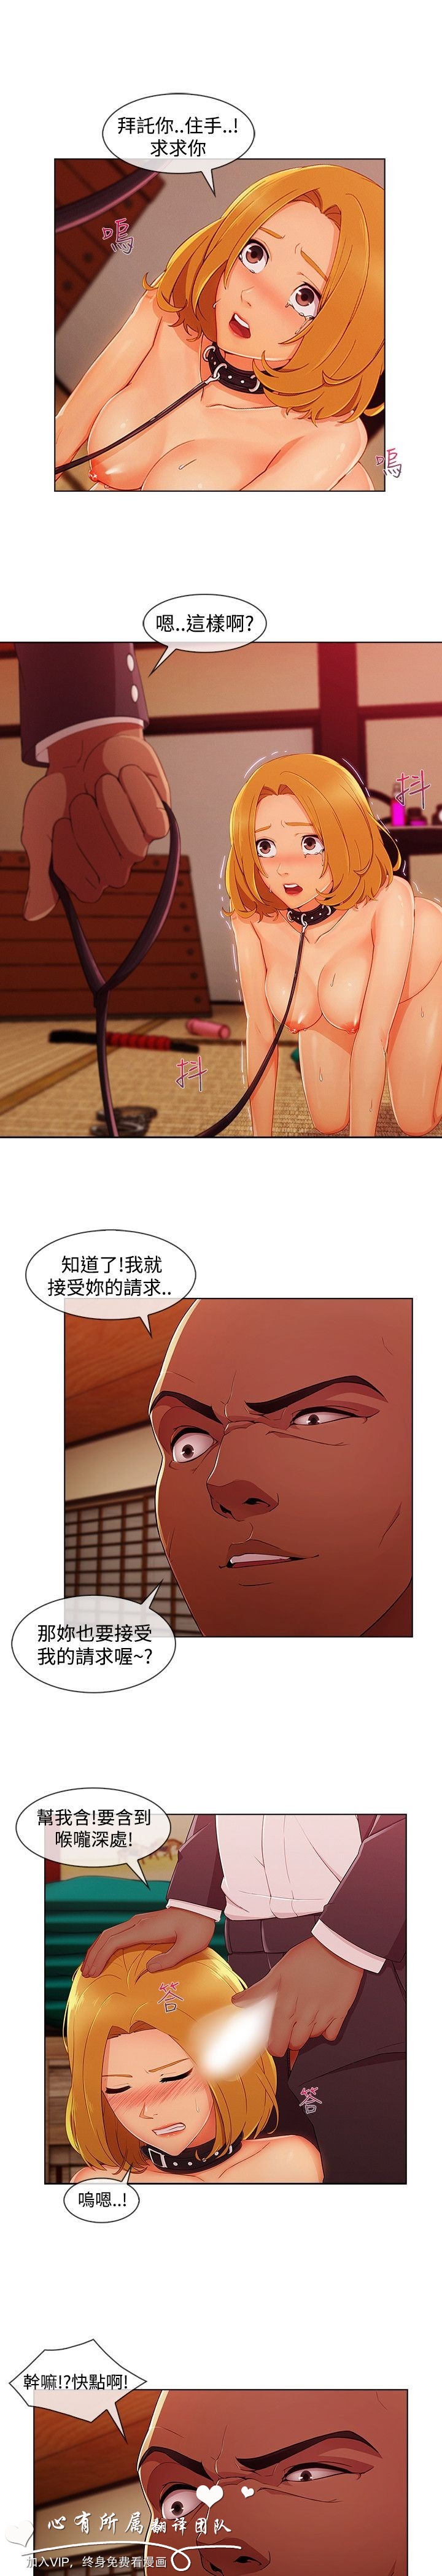 拜託你..住手..!
求求你
嗚
嗚
嗯..這樣啊?
抖
抖
知道了!我就
接受妳的請求..
那妳也要接受
我的請求喔~?
幫我含!要含到
喉嚨深處!
答
答
嗚嗯..!
幹嘛!?快點啊!
心有所属翻译团队
加入VIP，终身免费看漫画